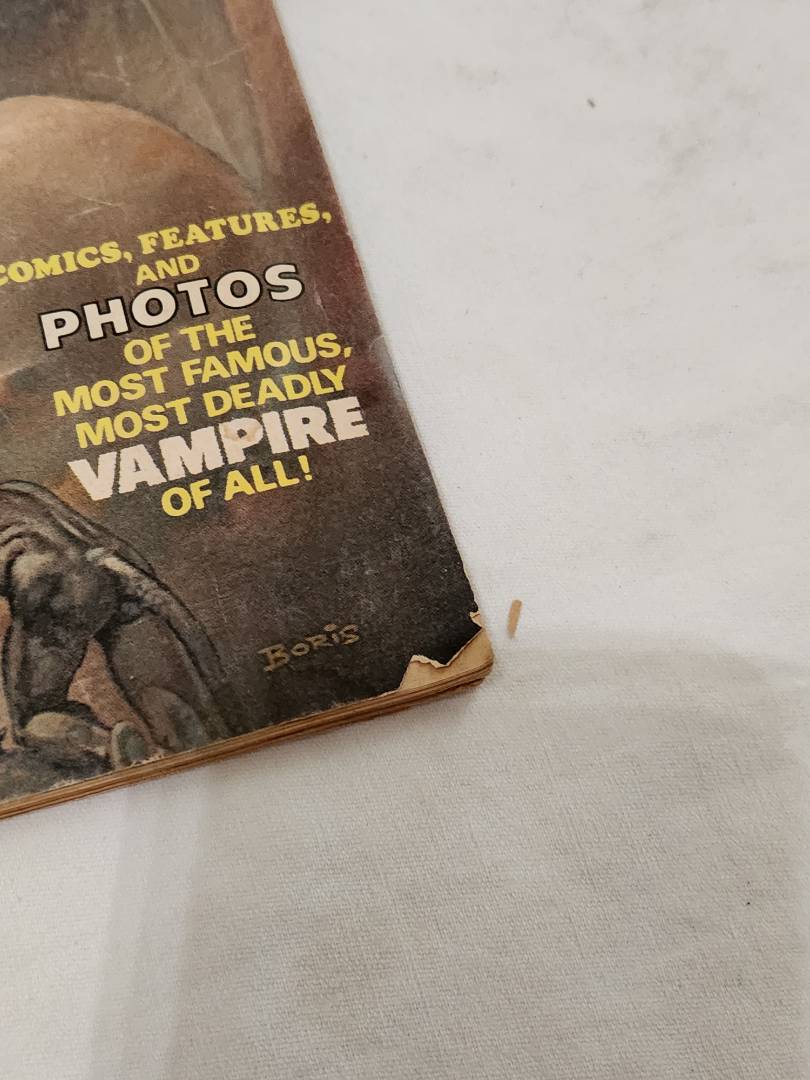 COMICS, FEATURES,
AND
PHOTOS
OF THE
MOST FAMOUS,
MOST DEADLY
VAMPIRE
OF ALL!
BORIS